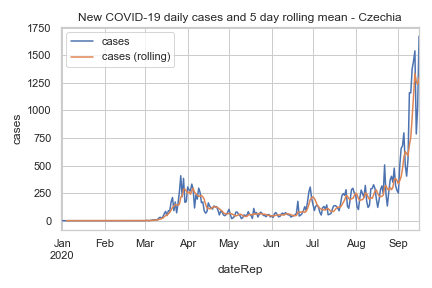 New COVID-19 daily cases and 5 day rolling mean - Czechia
1750
1500
1250
1000
750
500
250
0
cases
cases
cases (rolling)
Jan
2020
Feb
Mar
Apr
May
Jun
Jul
Aug
Sep
dateRep